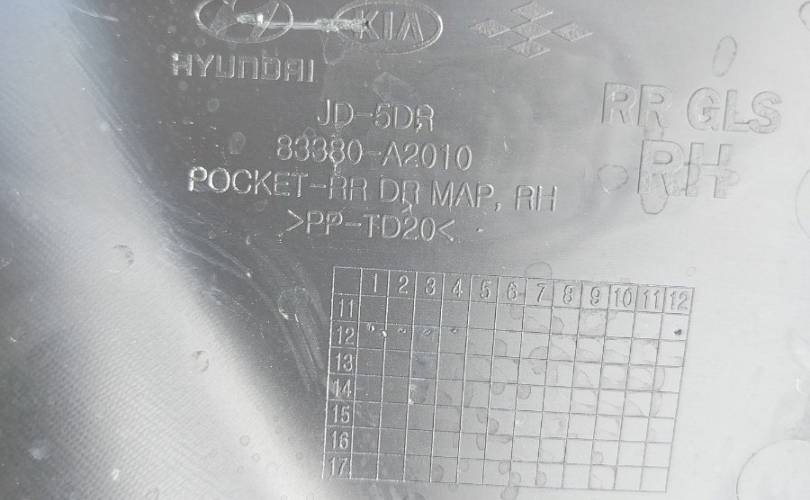 KIA
HYUNDAI
JD-5DR
83380-A2010
POCKET-RR DR MAP, RH
>PP-TD20<
RR GLS
RH
1 2 3 4 5 6 7 8 9 10 11 12
11
12
13
14
15
16
17